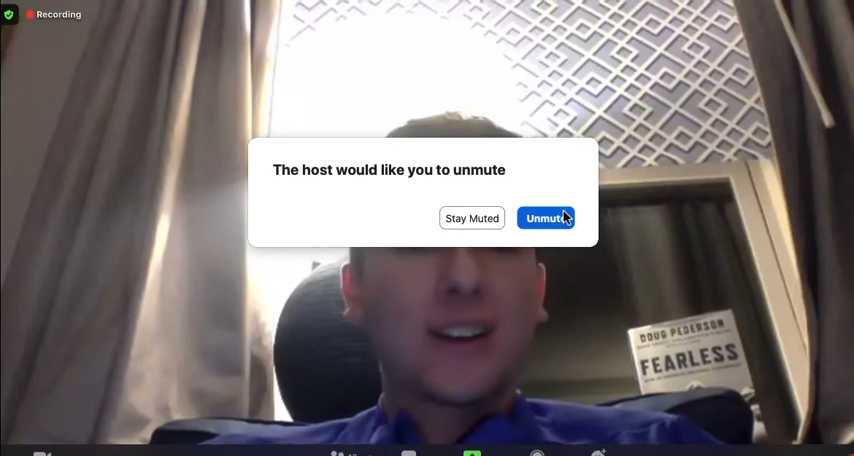 Recording
The host would like you to unmute
Stay Muted
Unmute
DOUG PEDERSON
FEARLESS